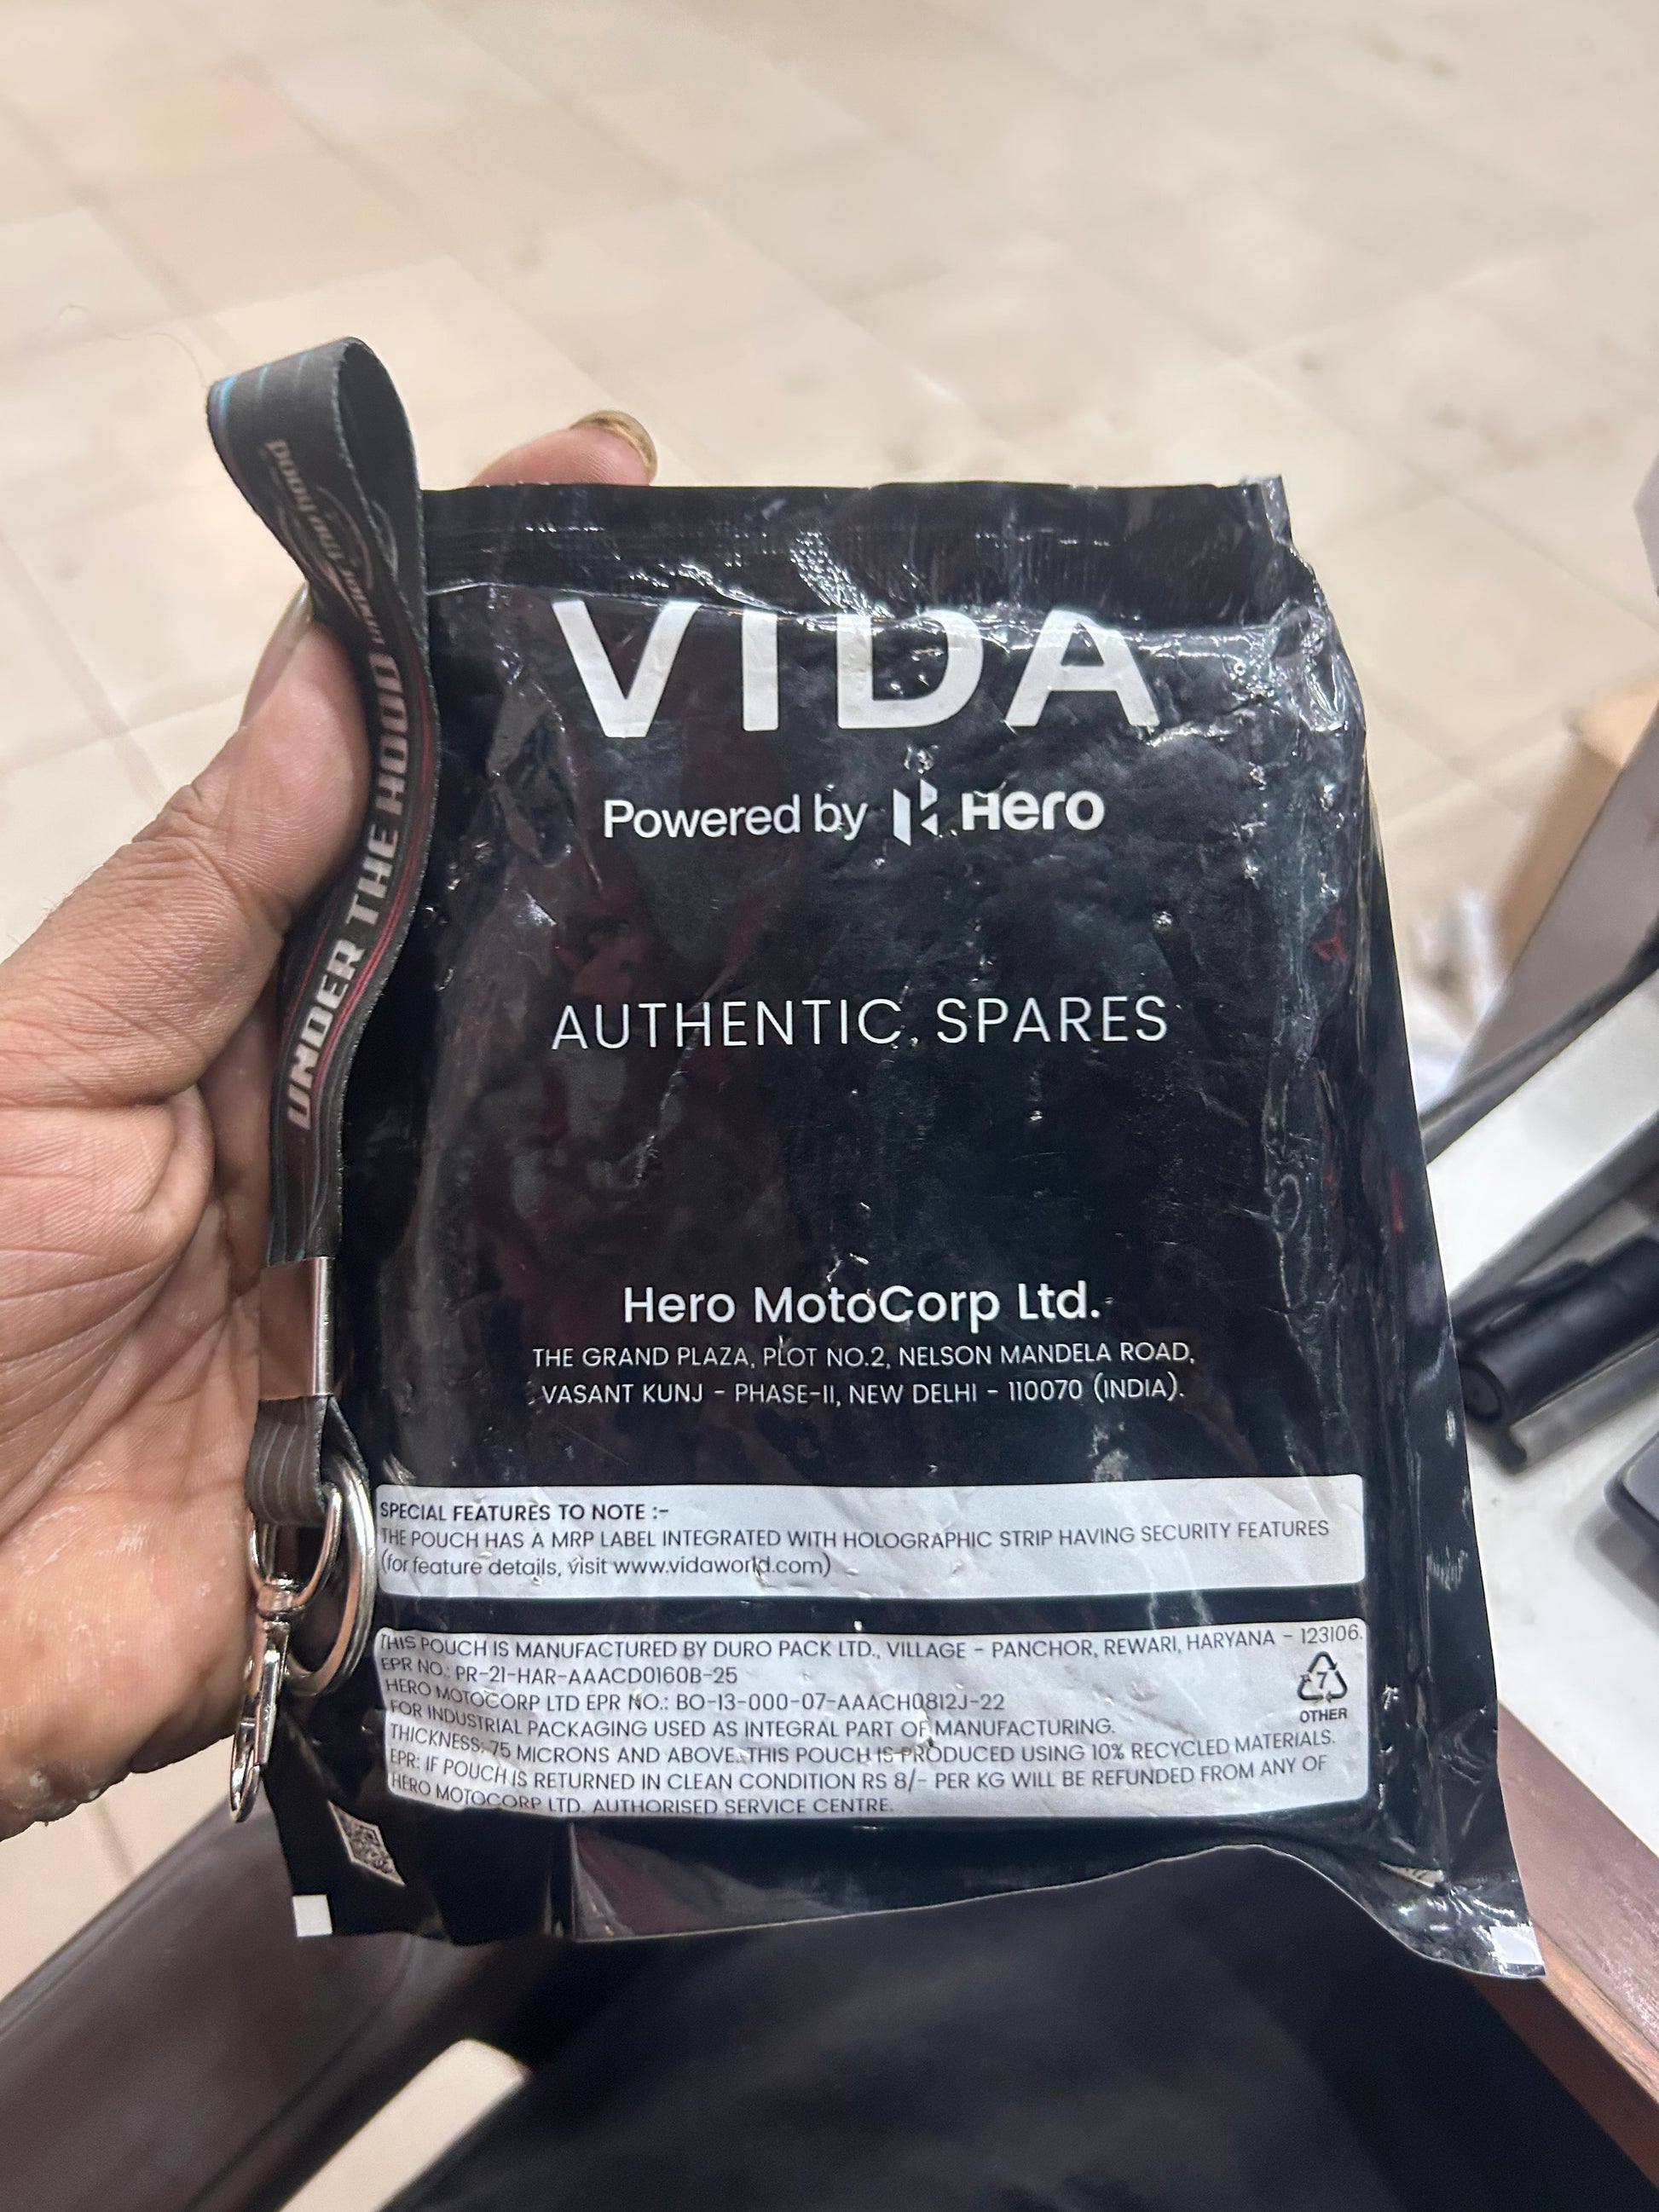 VIDA
Powered by Hero
AUTHENTIC SPARES
Hero MotoCorp Ltd.
THE GRAND PLAZA, PLOT NO.2, NELSON MANDELA ROAD,
VASANT KUNJ - PHASE-II, NEW DELHI - 110070 (INDIA).
SPECIAL FEATURES TO NOTE :-
THE POUCH HAS A MRP LABEL INTEGRATED WITH HOLOGRAPHIC STRIP HAVING SECURITY FEATURES
(for feature details, visit www.vidaworld.com)
THIS POUCH IS MANUFACTURED BY DURO PACK LTD., VILLAGE - PANCHOR, REWARI, HARYANA - 123106.
EPR NO.: PR-21-HAR-AAACD0160B-25
HERO MOTOCORP LTD EPR NO.: BO-13-000-07-AAACH0812J-22
FOR INDUSTRIAL PACKAGING USED AS INTEGRAL PART OF MANUFACTURING.
THICKNESS: 75 MICRONS AND ABOVE. THIS POUCH IS PRODUCED USING 10% RECYCLED MATERIALS.
EPR: IF POUCH IS RETURNED IN CLEAN CONDITION RS 8/- PER KG WILL BE REFUNDED FROM ANY OF
HERO MOTOCORP LTD. AUTHORISED SERVICE CENTRE.
7
OTHER
UNDER THE HOOD
under the hood